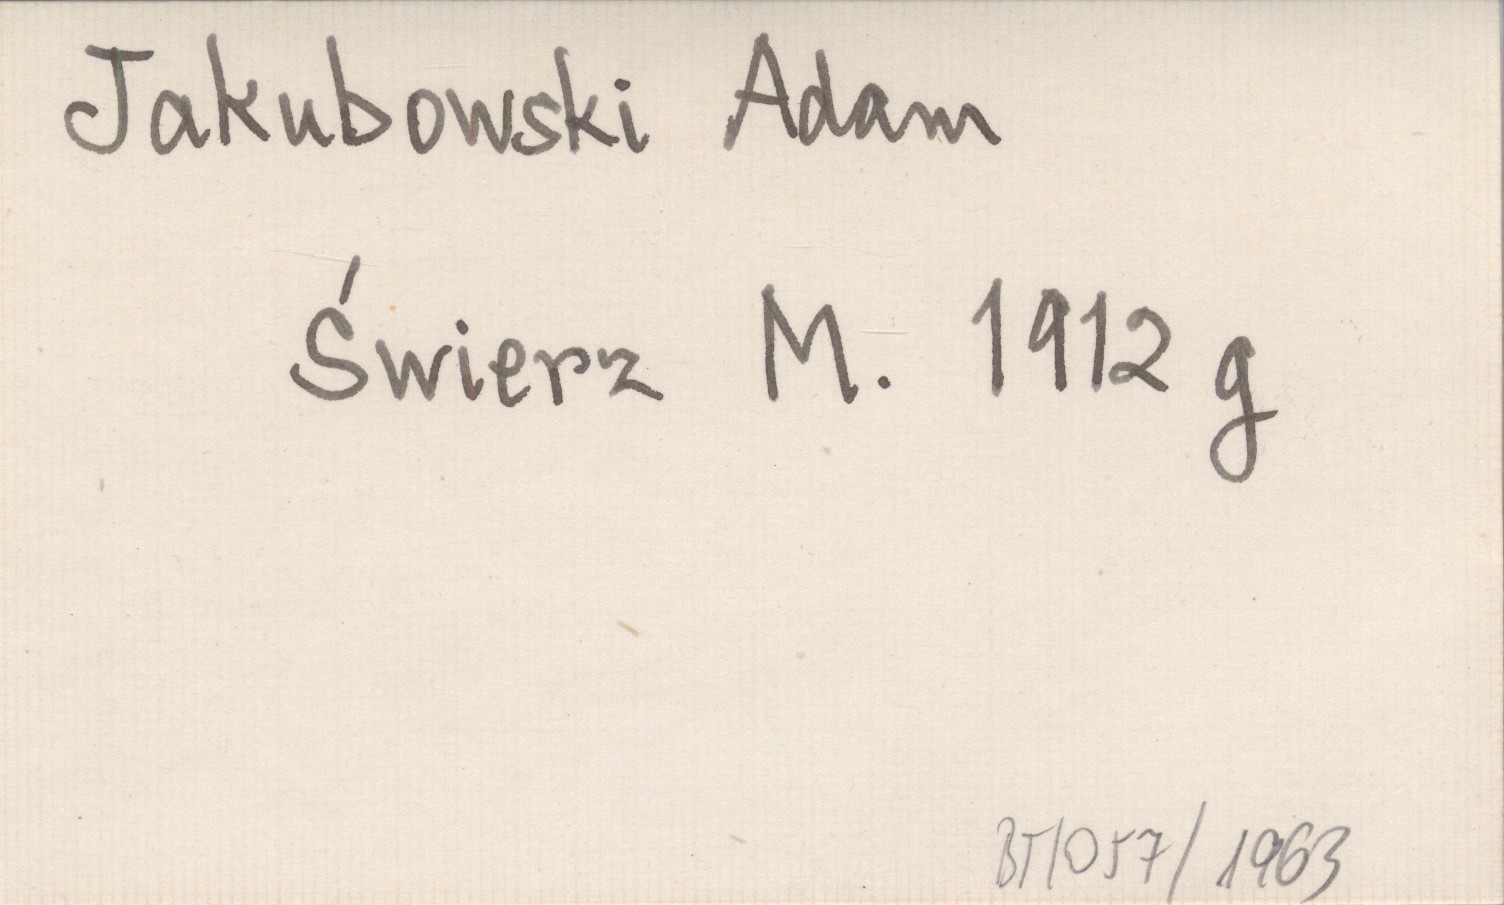 Jakubowski Adam
Świerz M. 1912 g
BT/057/1963